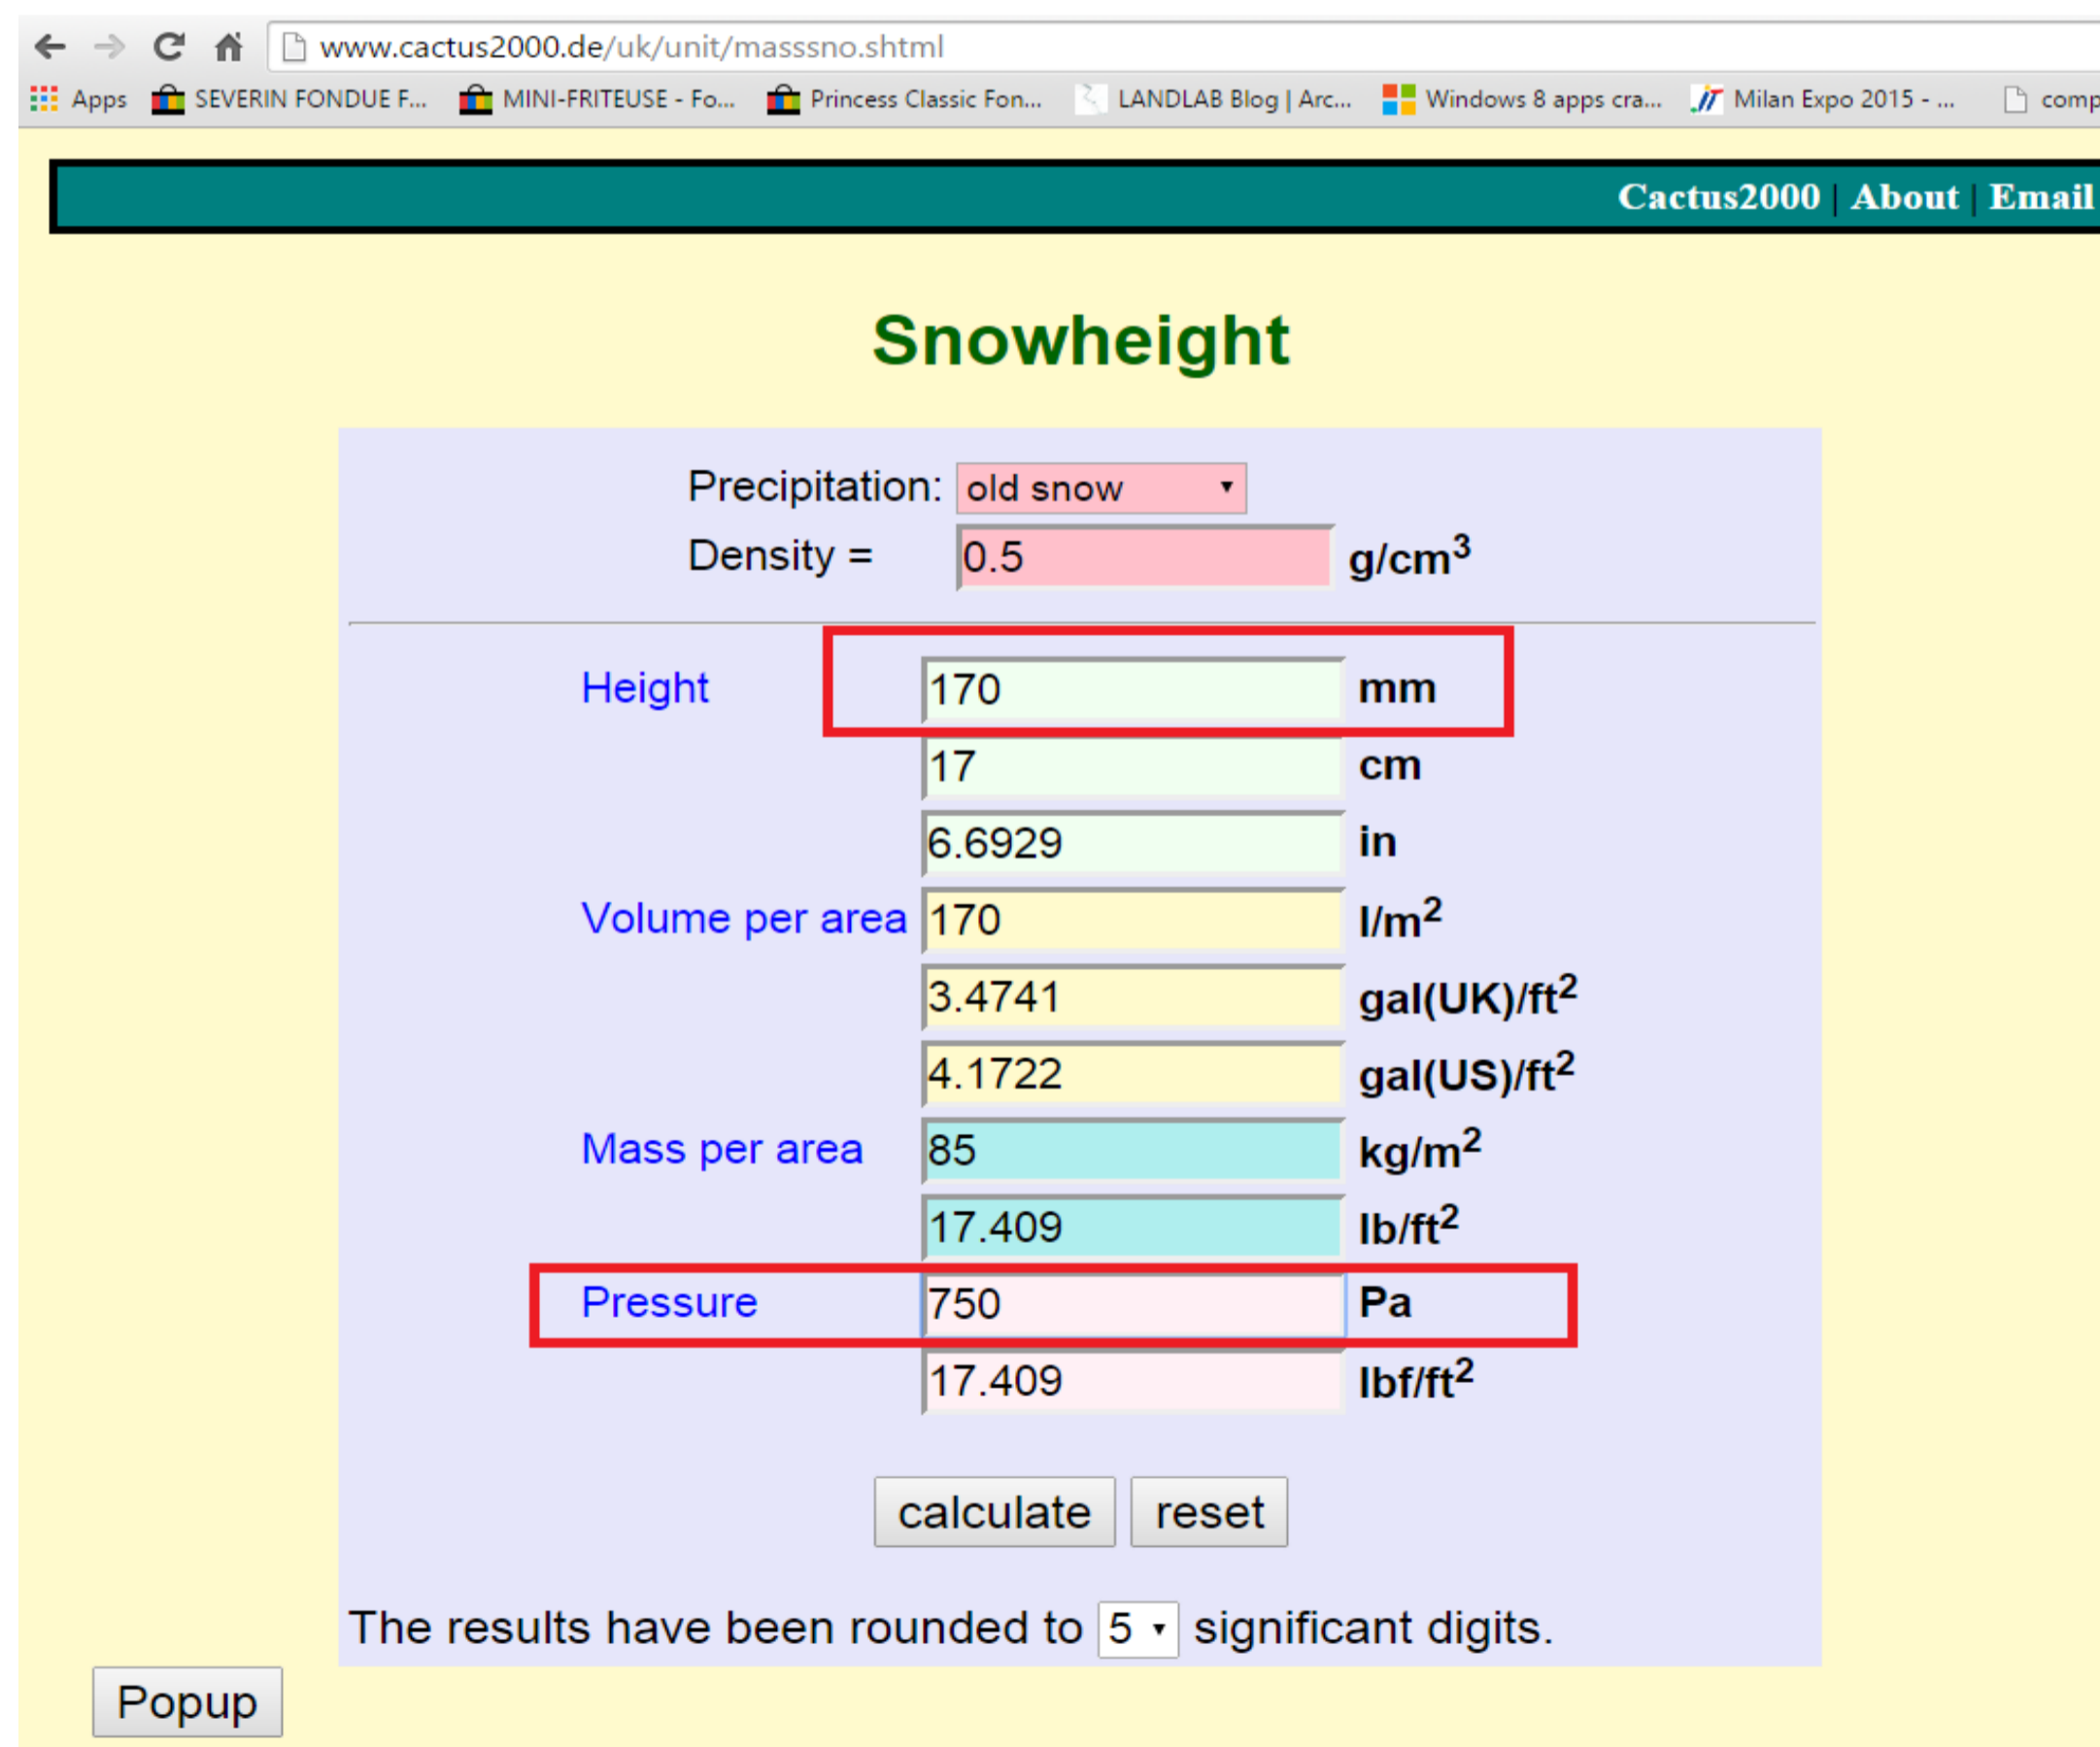 www.cactus2000.de/uk/unit/masssno.shtml
Apps SEVERIN FONDUE F... MINI-FRITEUSE - Fo... Princess Classic Fon... LANDLAB Blog | Arc... Windows 8 apps cra... Milan Expo 2015 - ... comp
Cactus2000 | About | Email
Snowheight
Precipitation: old snow
Density = 0.5 g/cm³
Height 170 mm
17 cm
6.6929 in
Volume per area 170 l/m²
3.4741 gal(UK)/ft²
4.1722 gal(US)/ft²
Mass per area 85 kg/m²
17.409 lb/ft²
Pressure 750 Pa
17.409 lbf/ft²
calculate reset
The results have been rounded to 5 significant digits.
Popup